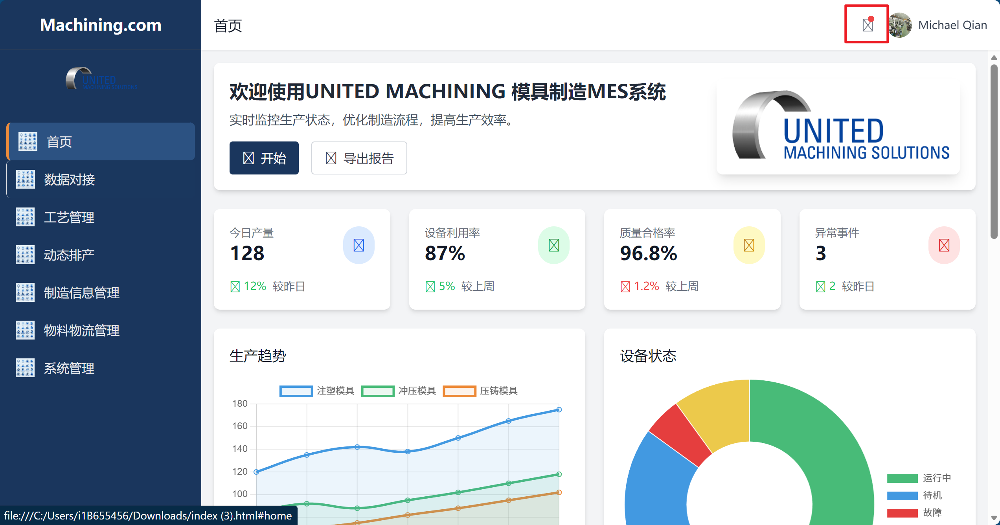 Machining.com
首页
Michael Qian
UNITED
MACHINING SOLUTIONS
首页
数据对接
工艺管理
动态排产
制造信息管理
物料物流管理
系统管理
欢迎使用UNITED MACHINING 模具制造MES系统
实时监控生产状态，优化制造流程，提高生产效率。
开始
导出报告
UNITED
MACHINING SOLUTIONS
今日产量
128
12% 较昨日
设备利用率
87%
5% 较上周
质量合格率
96.8%
1.2% 较上周
异常事件
3
2 较昨日
生产趋势
注塑模具 冲压模具 压铸模具
180
160
140
120
100
设备状态
运行中
待机
故障
file:///C:/Users/i1B655456/Downloads/index (3).html#home